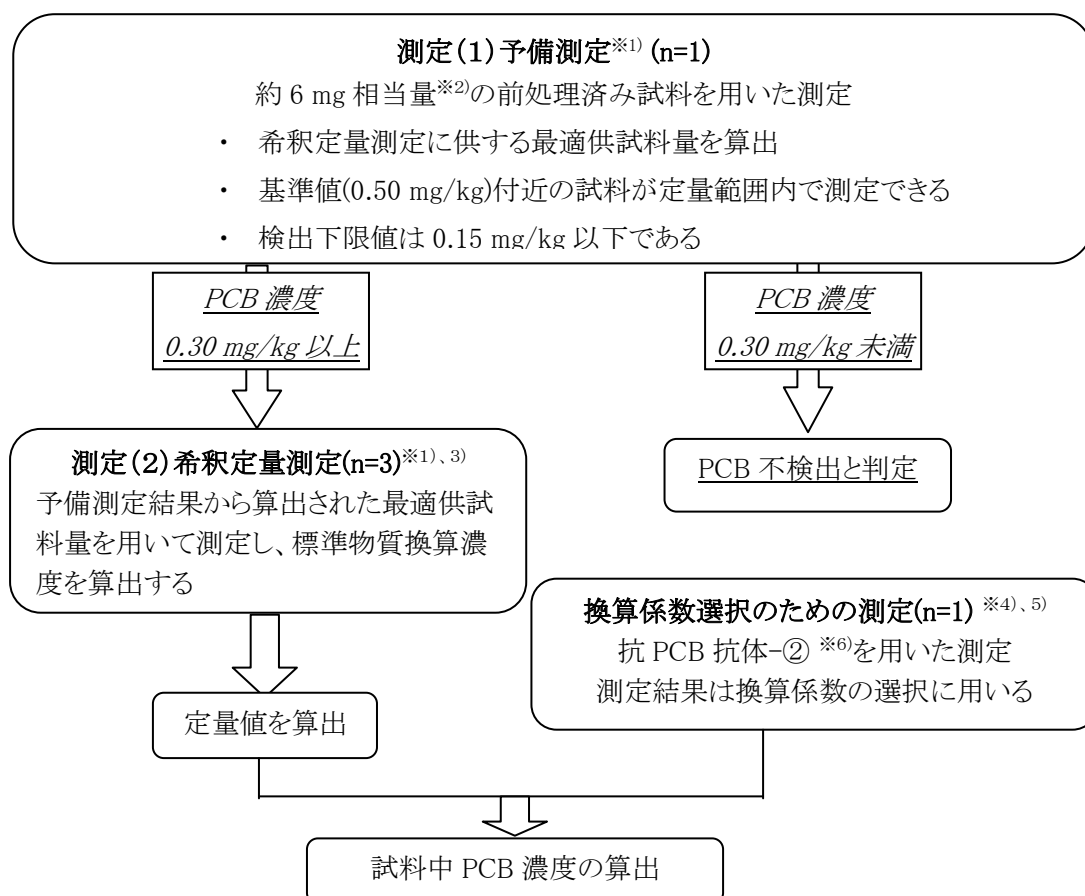 測定(1)予備測定※1) (n=1)
約 6 mg 相当量※2)の前処理済み試料を用いた測定
・ 希釈定量測定に供する最適供試料量を算出
・ 基準値(0.50 mg/kg)付近の試料が定量範囲内で測定できる
・ 検出下限値は 0.15 mg/kg 以下である
PCB 濃度
0.30 mg/kg 以上
PCB 濃度
0.30 mg/kg 未満
測定(2)希釈定量測定(n=3)※1)、3)
予備測定結果から算出された最適供試
料量を用いて測定し、標準物質換算濃
度を算出する
PCB 不検出と判定
換算係数選択のための測定(n=1) ※4)、5)
抗 PCB 抗体-② ※6)を用いた測定
測定結果は換算係数の選択に用いる
定量値を算出
試料中 PCB 濃度の算出